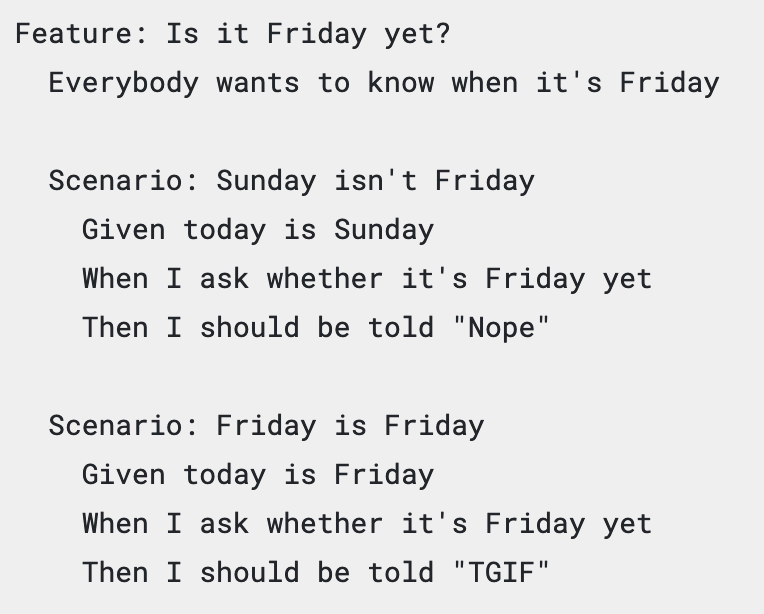 Feature: Is it Friday yet?
Everybody wants to know when it's Friday
Scenario: Sunday isn't Friday
Given today is Sunday
When I ask whether it's Friday yet
Then I should be told "Nope"
Scenario: Friday is Friday
Given today is Friday
When I ask whether it's Friday yet
Then I should be told "TGIF"